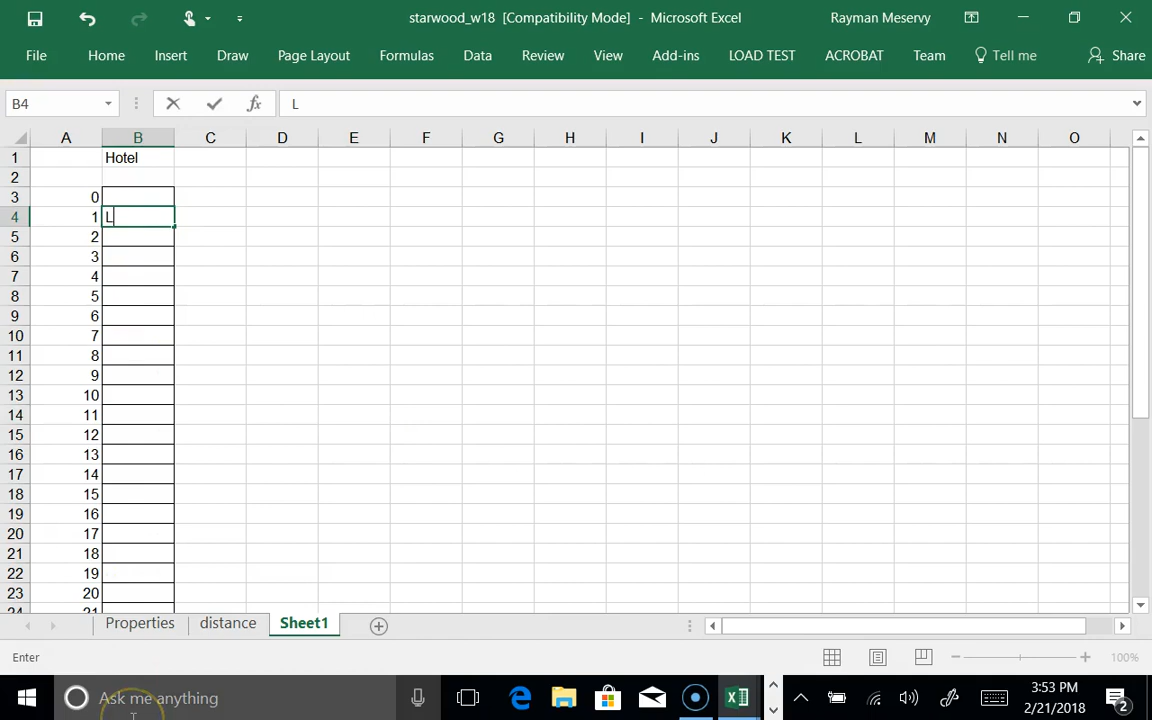 starwood_w18 [Compatibility Mode] - Microsoft Excel
Rayman Meservy
File Home Insert Draw Page Layout Formulas Data Review View Add-ins LOAD TEST ACROBAT Team Tell me Share
B4 fx L
A B C D E F G H I J K L M N O
1 Hotel
2
3 0
4 1 L
5 2
6 3
7 4
8 5
9 6
10 7
11 8
12 9
13 10
14 11
15 12
16 13
17 14
18 15
19 16
20 17
21 18
22 19
23 20
24 21
Properties distance Sheet1
Enter 100%
Ask me anything
3:53 PM
2/21/2018
2